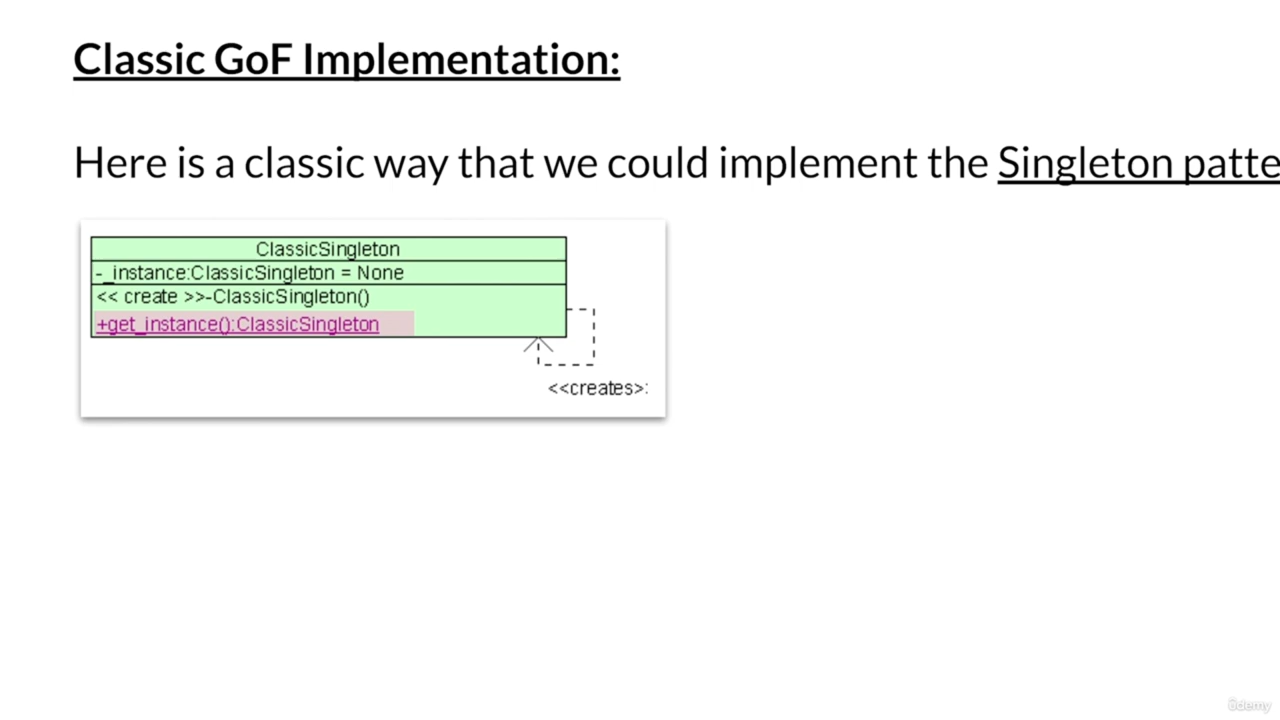 Classic GoF Implementation:
Here is a classic way that we could implement the Singleton patte
ClassicSingleton
-_instance:ClassicSingleton = None
<< create >>-ClassicSingleton()
+get_instance():ClassicSingleton
<<creates>:
ûdemy